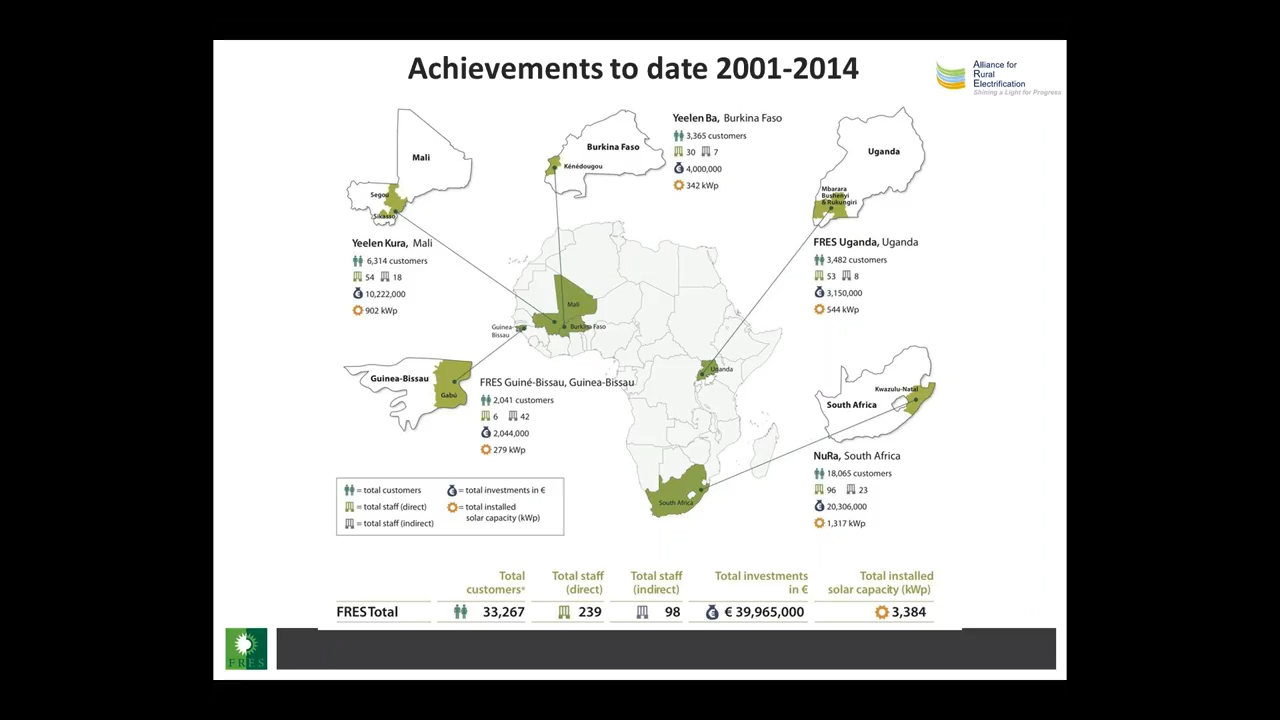 Achievements to date 2001-2014
Alliance for
Rural
Electrification
Shining a Light for Progress
Mali
Segou
Sikasso
Yeelen Kura, Mali
6,314 customers
54 18
10,222,000
902 kWp
Burkina Faso
Kénédougou
Yeelen Ba, Burkina Faso
3,365 customers
30 7
4,000,000
342 kWp
Uganda
Mbarara
Bushenyi
& Rukungiri
FRES Uganda, Uganda
3,482 customers
53 8
3,150,000
544 kWp
Mali
Burkina Faso
Guinea-
Bissau
Uganda
South Africa
Guinea-Bissau
Gabú
FRES Guiné-Bissau, Guinea-Bissau
2,041 customers
6 42
2,044,000
279 kWp
Kwazulu-Natal
South Africa
NuRa, South Africa
18,065 customers
96 23
20,306,000
1,317 kWp
= total customers
= total staff (direct)
= total staff (indirect)
= total investments in €
= total installed
solar capacity (kWp)
Total
customers*
Total staff
(direct)
Total staff
(indirect)
Total investments
in €
Total installed
solar capacity (kWp)
FRES Total 33,267 239 98 € 39,965,000 3,384
FRES